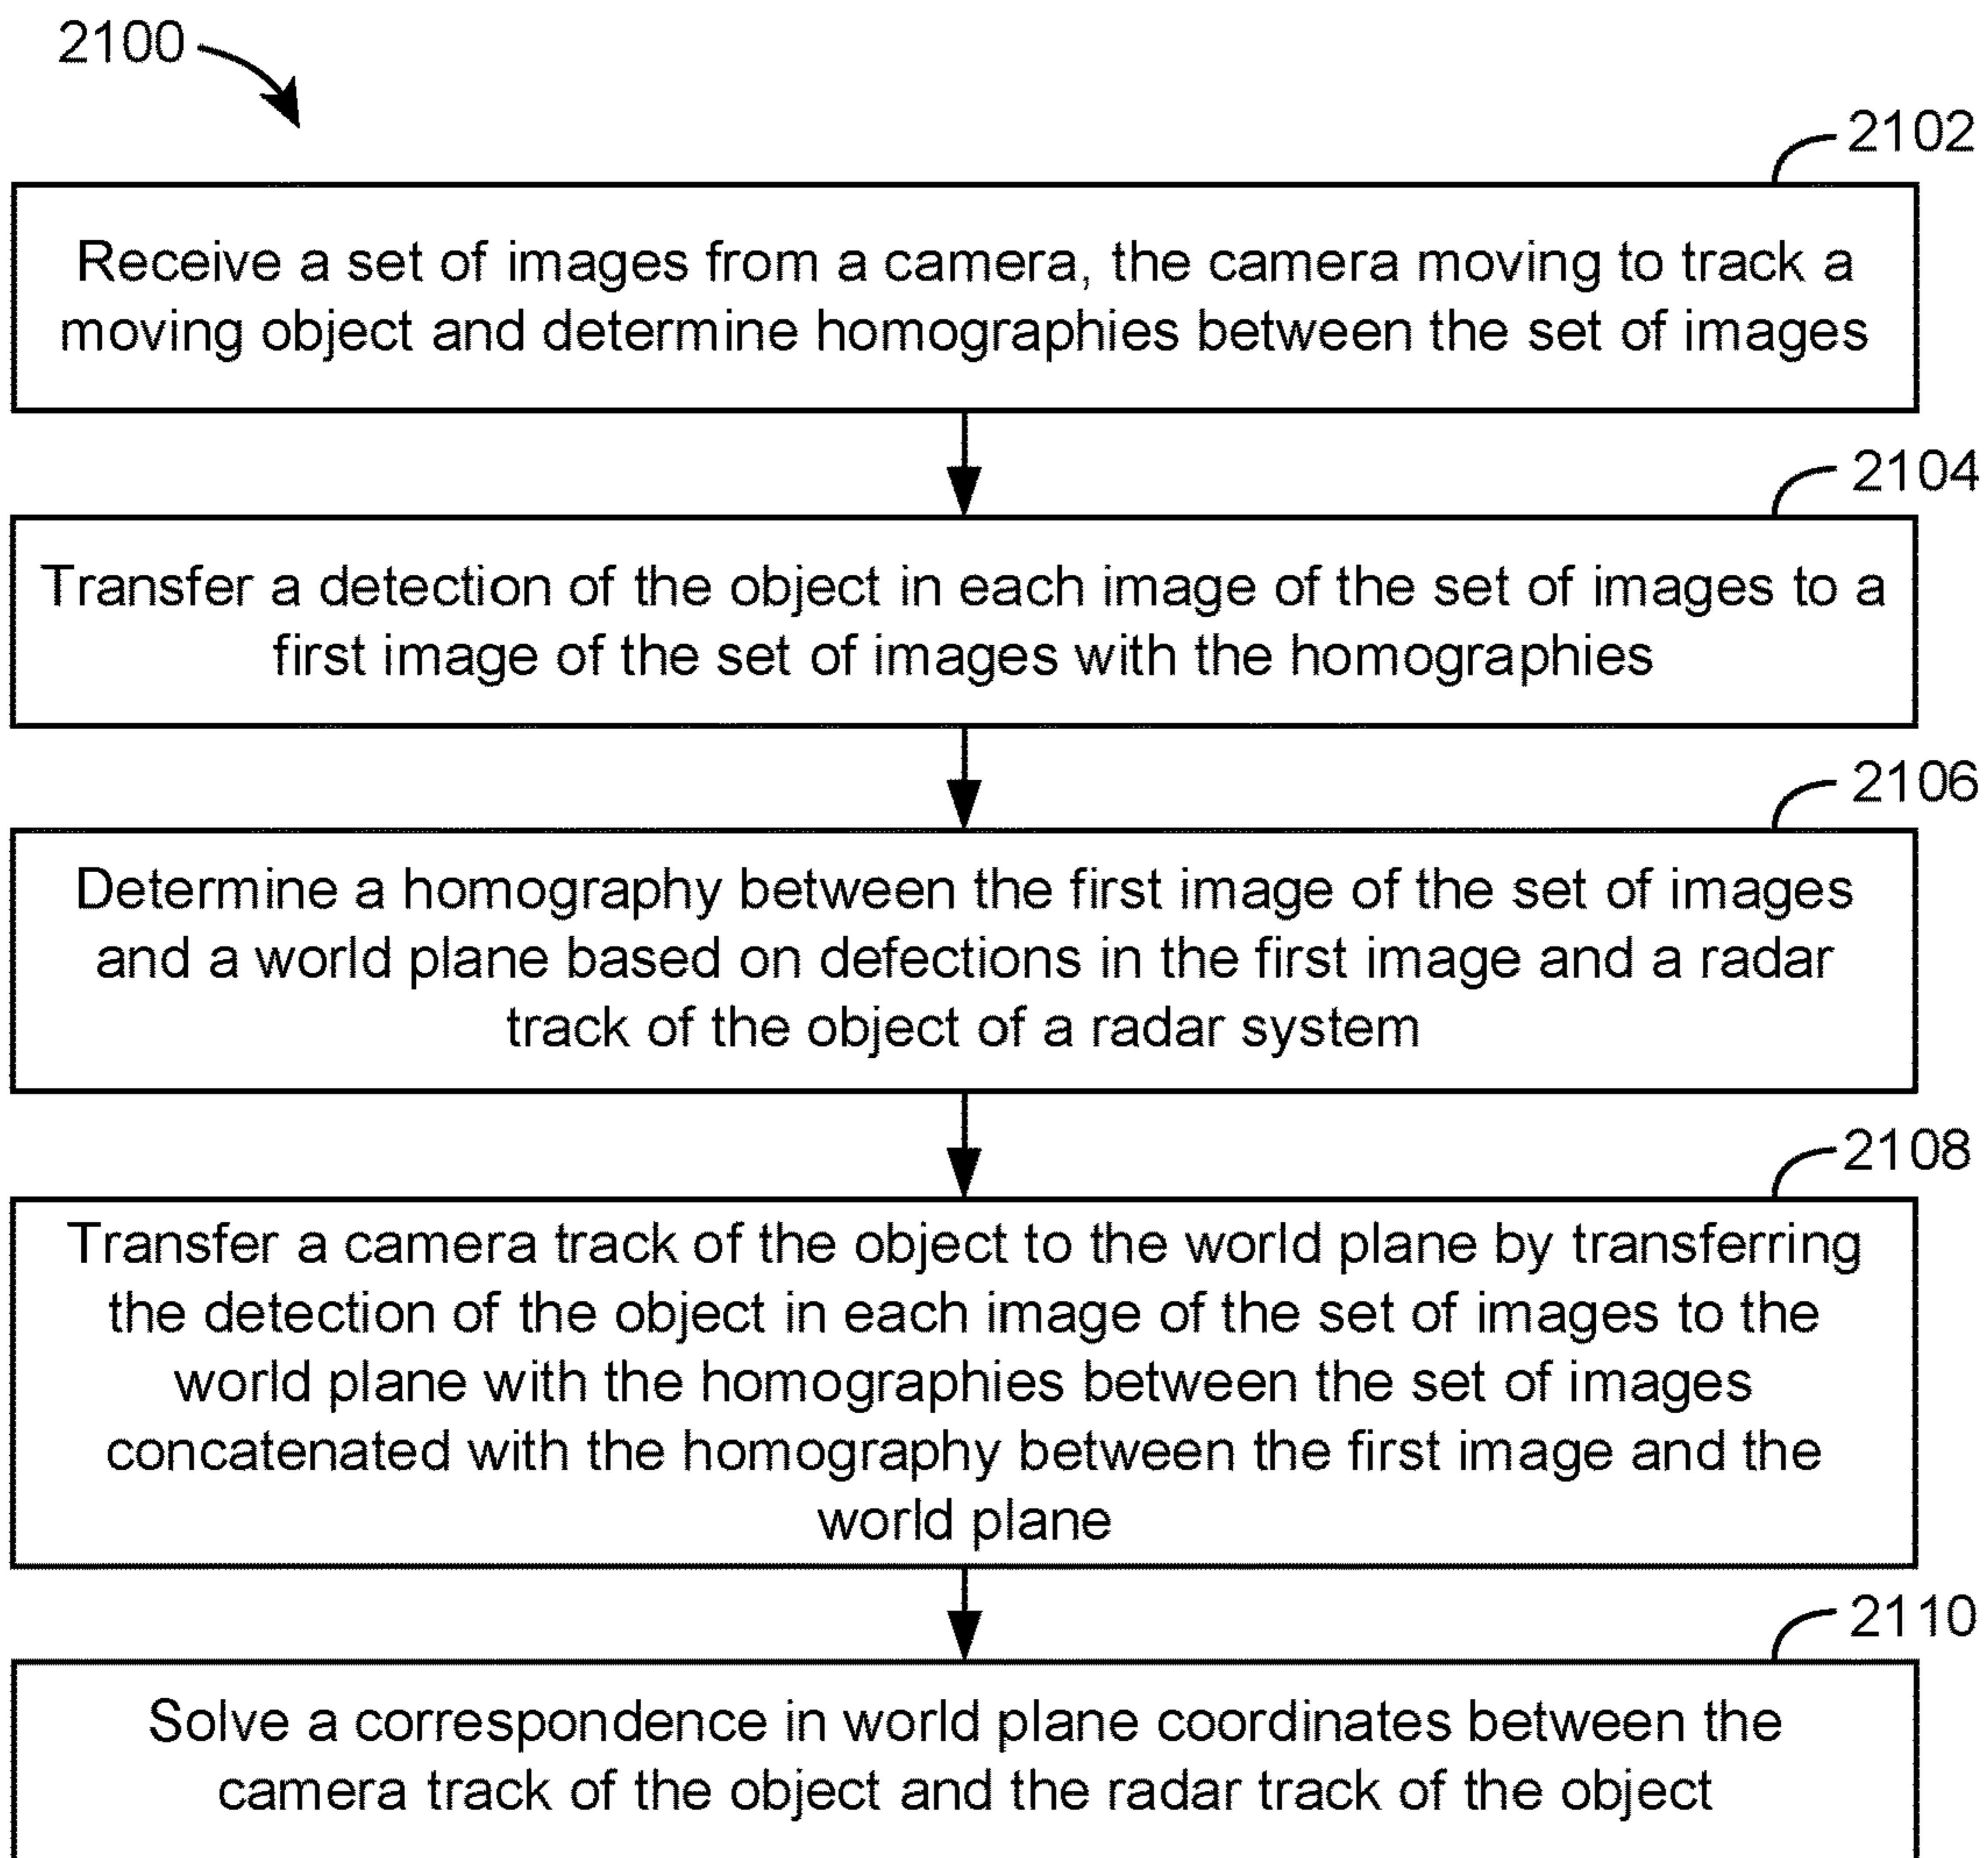 2100
2102
Receive a set of images from a camera, the camera moving to track a
moving object and determine homographies between the set of images
2104
Transfer a detection of the object in each image of the set of images to a
first image of the set of images with the homographies
2106
Determine a homography between the first image of the set of images
and a world plane based on defections in the first image and a radar
track of the object of a radar system
2108
Transfer a camera track of the object to the world plane by transferring
the detection of the object in each image of the set of images to the
world plane with the homographies between the set of images
concatenated with the homography between the first image and the
world plane
2110
Solve a correspondence in world plane coordinates between the
camera track of the object and the radar track of the object